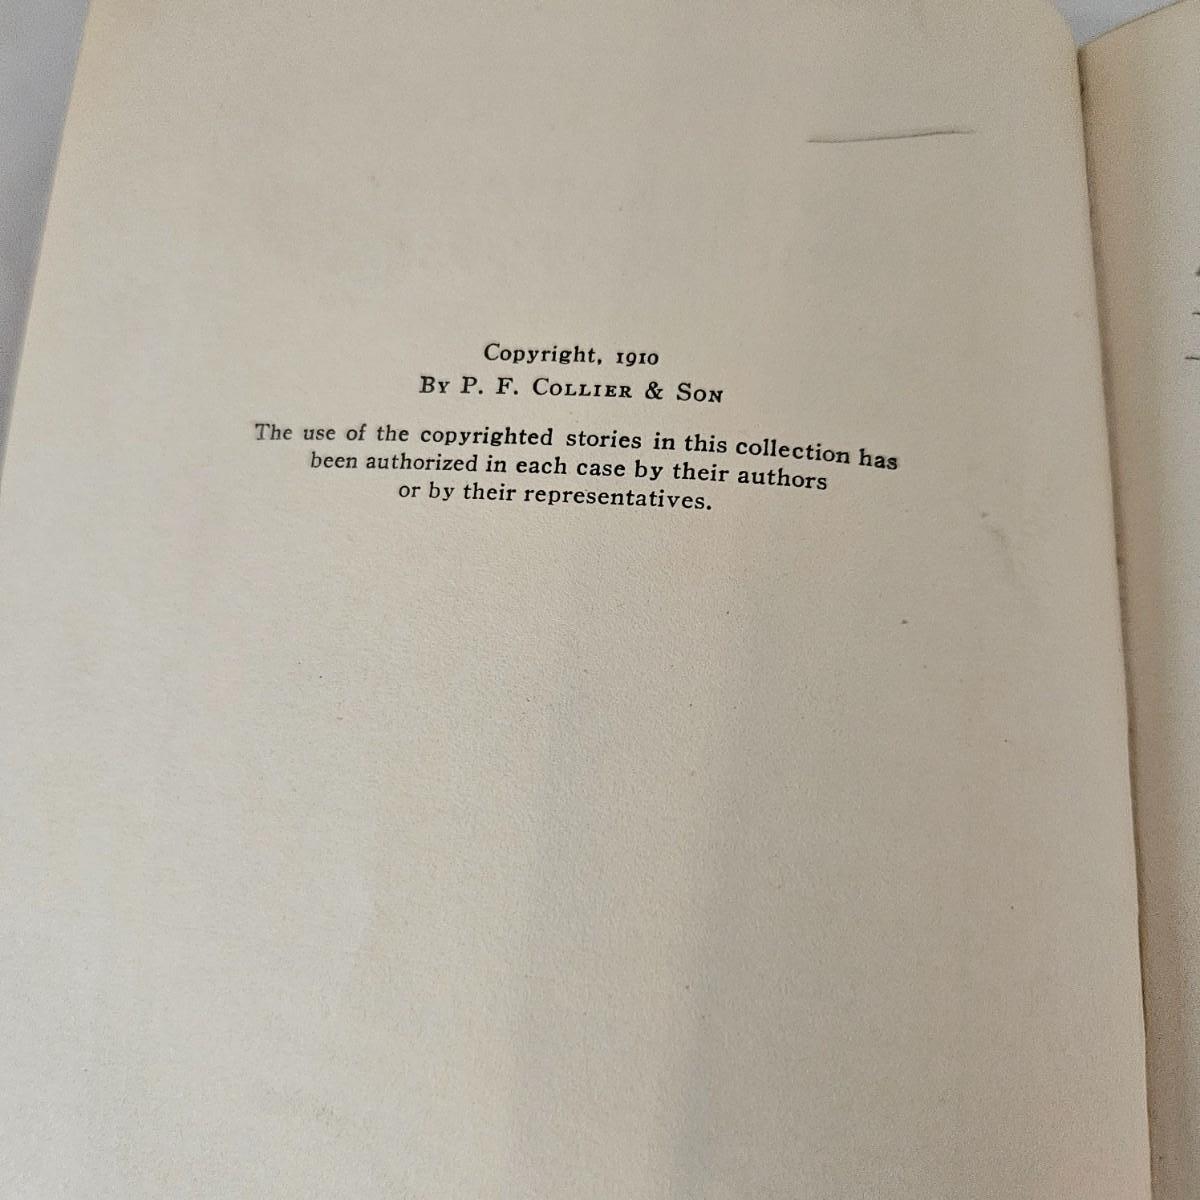 Copyright, 1910
By P. F. Collier & Son
The use of the copyrighted stories in this collection has
been authorized in each case by their authors
or by their representatives.